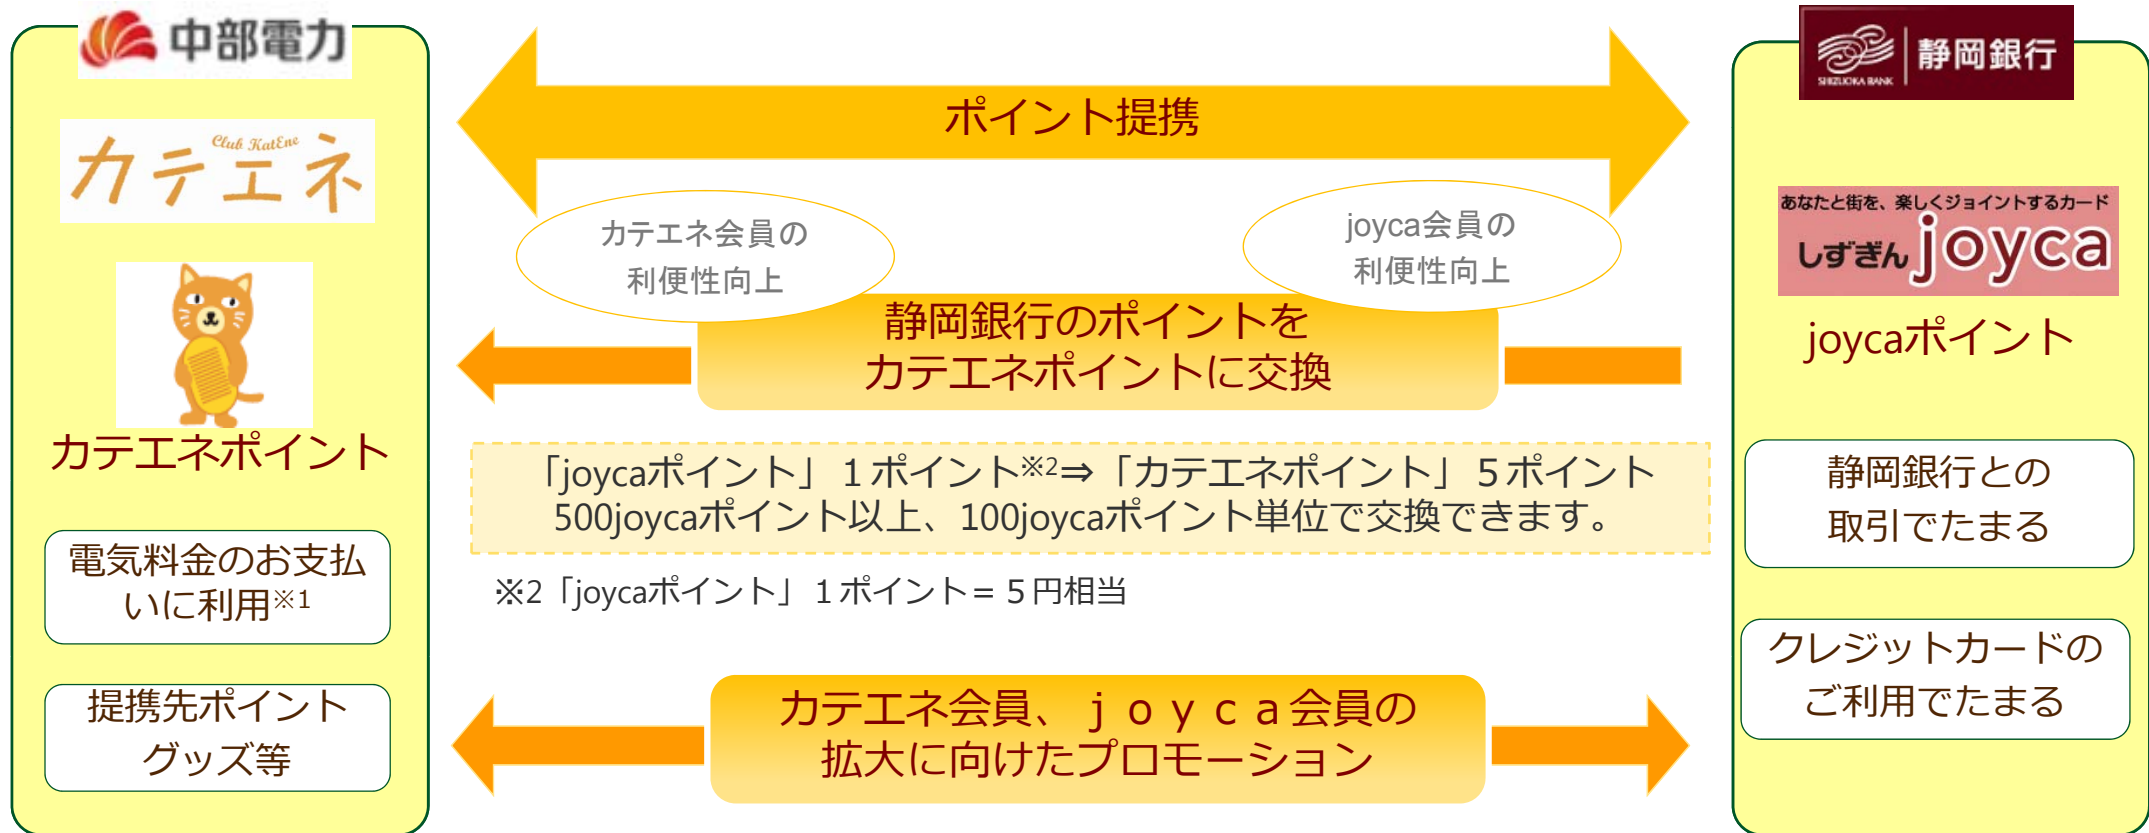 中部電力
Club KatEne
カテエネ
カテエネポイント
電気料金のお支払
いに利用※1
提携先ポイント
グッズ等
ポイント提携
カテエネ会員の
利便性向上
joyca会員の
利便性向上
静岡銀行のポイントを
カテエネポイントに交換
「joycaポイント」１ポイント※2⇒「カテエネポイント」５ポイント
500joycaポイント以上、100joycaポイント単位で交換できます。
※2「joycaポイント」１ポイント=５円相当
カテエネ会員、ｊｏｙｃａ会員の
拡大に向けたプロモーション
SHIZUOKA BANK
静岡銀行
あなたと街を、楽しくジョイントするカード
しずぎんjoyca
joycaポイント
静岡銀行との
取引でたまる
クレジットカードの
ご利用でたまる